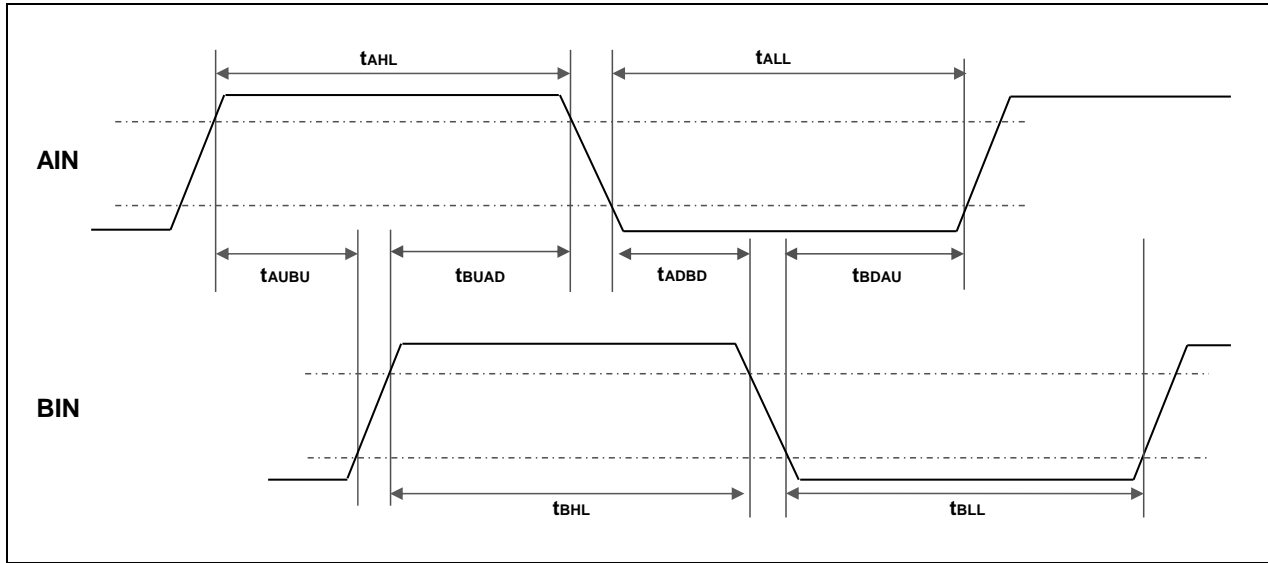 tAHL
tALL
AIN
tAUBU
tBUAD
tADBD
tBDAU
BIN
tBHL
tBLL